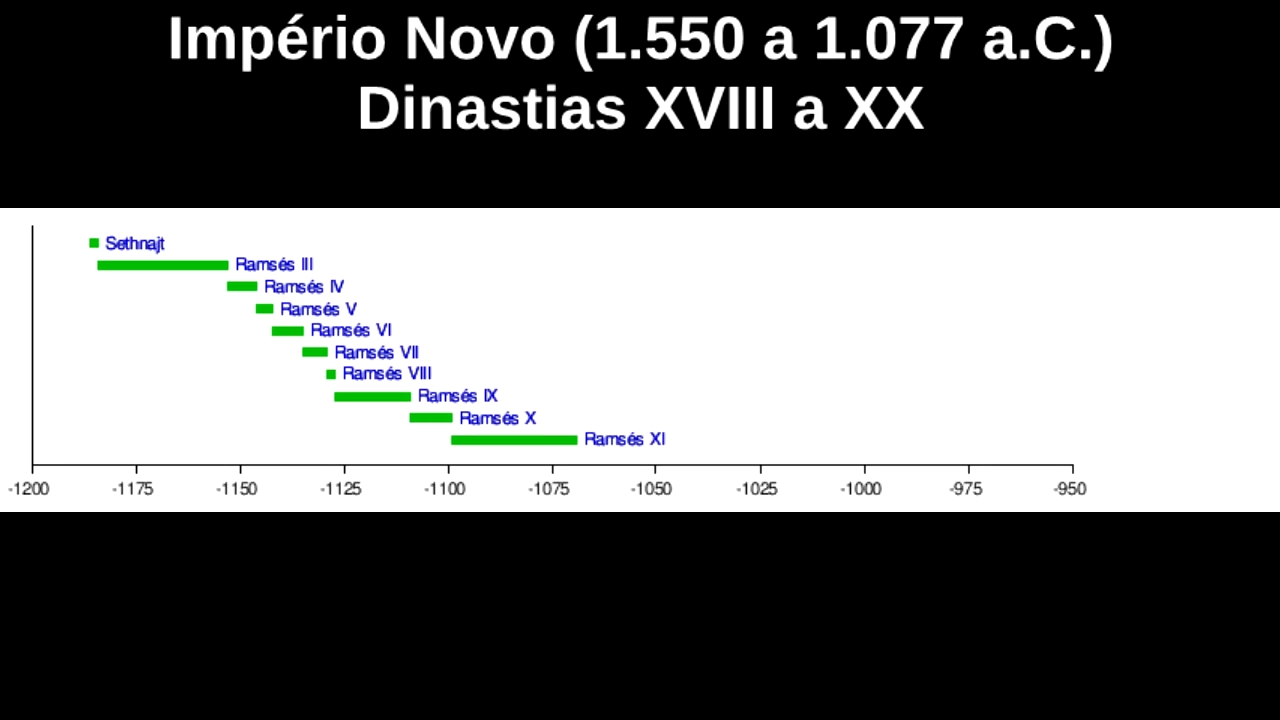 Império Novo (1.550 a 1.077 a.C.)
Dinastias XVIII a XX
Sethnajt
Ramsés III
Ramsés IV
Ramsés V
Ramsés VI
Ramsés VII
Ramsés VIII
Ramsés IX
Ramsés X
Ramsés XI
-1200 -1175 -1150 -1125 -1100 -1075 -1050 -1025 -1000 -975 -950